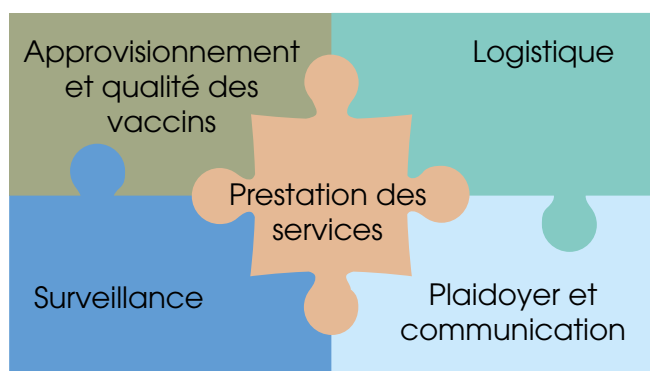 Approvisionnement
et qualité des
vaccins
Logistique
Prestation des
services
Surveillance
Plaidoyer et
communication